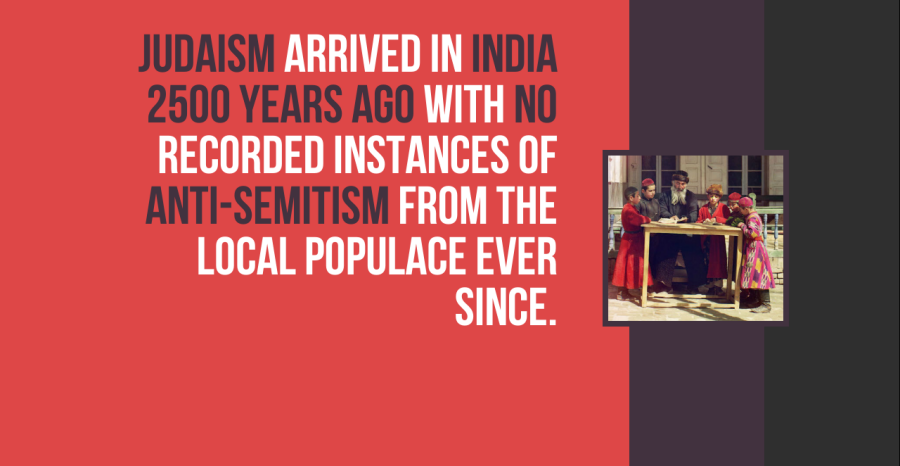 JUDAISM ARRIVED IN INDIA
2500 YEARS AGO WITH NO
RECORDED INSTANCES OF
ANTI-SEMITISM FROM THE
LOCAL POPULACE EVER
SINCE.